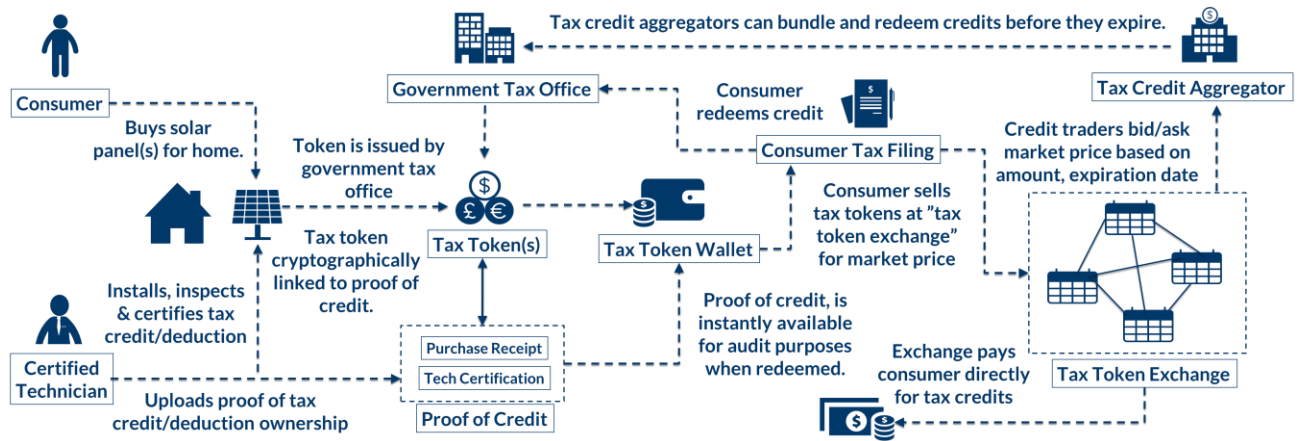 Tax credit aggregators can bundle and redeem credits before they expire.
Consumer
Buys solar
panel(s) for home.
Government Tax Office
Token is issued by
government tax
office
Consumer
redeems credit
Consumer Tax Filing
Tax Credit Aggregator
Credit traders bid/ask
market price based on
amount, expiration date
$
£
€
Tax Token(s)
Tax token
cryptographically
linked to proof of
credit.
Tax Token Wallet
Consumer sells
tax tokens at ”tax
token exchange”
for market price
Installs, inspects
& certifies tax
credit/deduction
Certified
Technician
Uploads proof of tax
credit/deduction ownership
Purchase Receipt
Tech Certification
Proof of Credit
Proof of credit, is
instantly available
for audit purposes
when redeemed.
Exchange pays
consumer directly
for tax credits
Tax Token Exchange
$
$
$